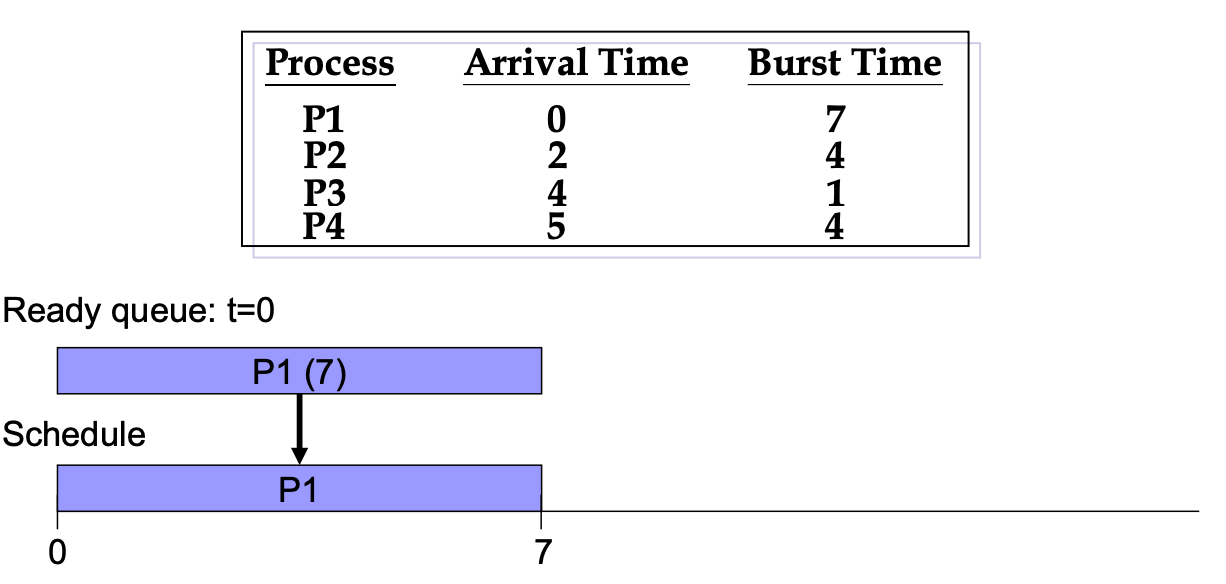 Process Arrival Time Burst Time
P1 0 7
P2 2 4
P3 4 1
P4 5 4
Ready queue: t=0
P1 (7)
Schedule
P1
0 7